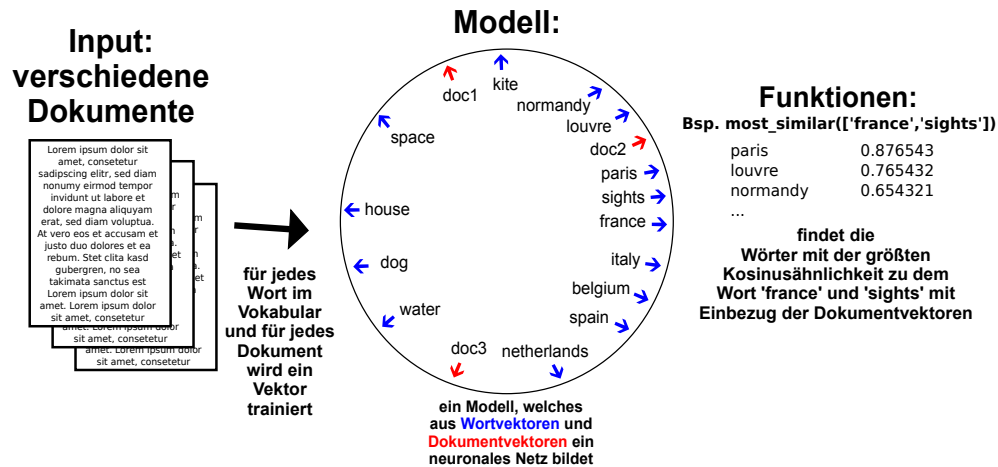 Input:
verschiedene
Dokumente
Lorem ipsum dolor sit
amet, consetetur
sadipscing elitr, sed diam
nonumy eirmod tempor
invidunt ut labore et
dolore magna aliquyam
erat, sed diam voluptua.
At vero eos et accusam et
justo duo dolores et ea
rebum. Stet clita kasd
gubergren, no sea
takimata sanctus est
Lorem ipsum dolor sit
amet. Lorem ipsum dolor
sit amet, consetetur
sit amet, consetetur
amet. Lorem ipsum dolor
sit amet, consetetur
für jedes
Wort im
Vokabular
und für jedes
Dokument
wird ein
Vektor
trainiert
Modell:
kite
doc1
normandy
louvre
space
doc2
paris
sights
house
france
dog
italy
belgium
water
spain
doc3
netherlands
ein Modell, welches
aus Wortvektoren und
Dokumentvektoren ein
neuronales Netz bildet
Funktionen:
Bsp. most_similar(['france','sights'])
paris 0.876543
louvre 0.765432
normandy 0.654321
...
findet die
Wörter mit der größten
Kosinusähnlichkeit zu dem
Wort 'france' und 'sights' mit
Einbezug der Dokumentvektoren